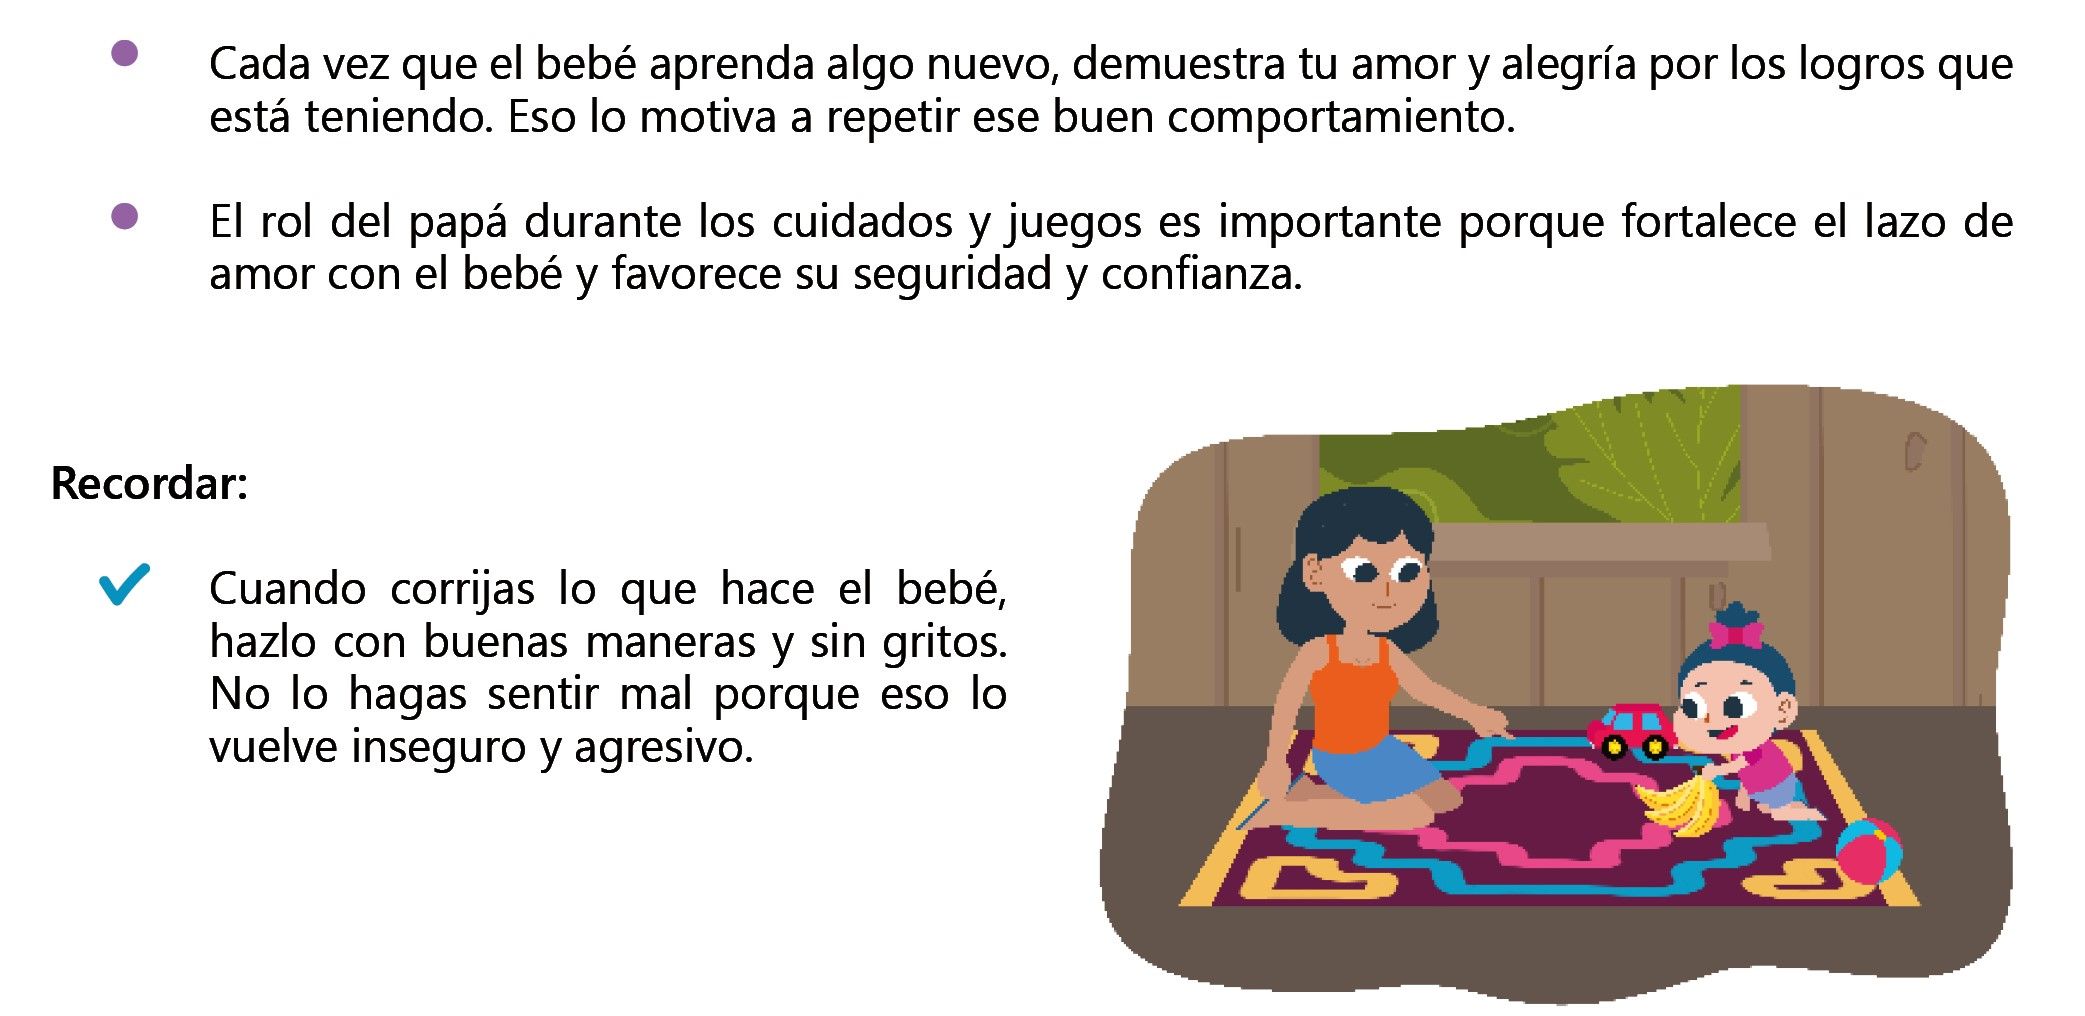 Cada vez que el bebé aprenda algo nuevo, demuestra tu amor y alegría por los logros que
está teniendo. Eso lo motiva a repetir ese buen comportamiento.
El rol del papá durante los cuidados y juegos es importante porque fortalece el lazo de
amor con el bebé y favorece su seguridad y confianza.
Recordar:
Cuando corrijas lo que hace el bebé,
hazlo con buenas maneras y sin gritos.
No lo hagas sentir mal porque eso lo
vuelve inseguro y agresivo.